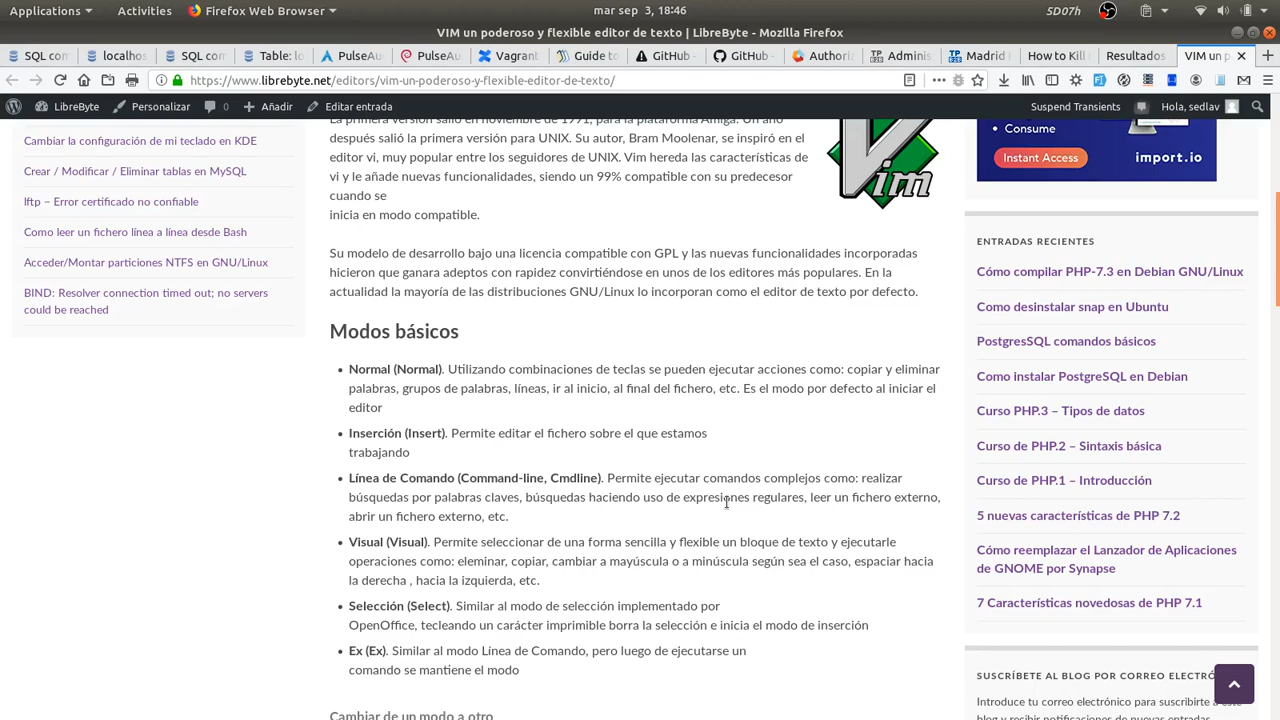 Applications
Activities
Firefox Web Browser
mar sep  3, 18:46
5D07h
VIM un poderoso y flexible editor de texto | LibreByte - Mozilla Firefox
SQL con
localhos
SQL con
Table: lo
PulseAu
PulseAu
Vagrant
Guide to
GitHub ·
GitHub ·
Authoriz
Adminis
Madrid |
How to Kill
Resultados
VIM un p
https://www.librebyte.net/editors/vim-un-poderoso-y-flexible-editor-de-texto/
LibreByte
Personalizar
0
Añadir
Editar entrada
Suspend Transients
Hola, sedlav
Cambiar la configuración de mi teclado en KDE
Crear / Modificar / Eliminar tablas en MySQL
lftp – Error certificado no confiable
Como leer un fichero línea a línea desde Bash
Acceder/Montar particiones NTFS en GNU/Linux
BIND: Resolver connection timed out; no servers
could be reached
La primera versión salió en noviembre de 1991, para la plataforma Amiga. Un año
después salió la primera versión para UNIX. Su autor, Bram Moolenar, se inspiró en el
editor vi, muy popular entre los seguidores de UNIX. Vim hereda las características de
vi y le añade nuevas funcionalidades, siendo un 99% compatible con su predecesor
cuando se
inicia en modo compatible.
Vim
Su modelo de desarrollo bajo una licencia compatible con GPL y las nuevas funcionalidades incorporadas
hicieron que ganara adeptos con rapidez convirtiéndose en unos de los editores más populares. En la
actualidad la mayoría de las distribuciones GNU/Linux lo incorporan como el editor de texto por defecto.
Modos básicos
• Normal (Normal). Utilizando combinaciones de teclas se pueden ejecutar acciones como: copiar y eliminar
palabras, grupos de palabras, líneas, ir al inicio, al final del fichero, etc. Es el modo por defecto al iniciar el
editor
• Inserción (Insert). Permite editar el fichero sobre el que estamos
trabajando
• Línea de Comando (Command-line, Cmdline). Permite ejecutar comandos complejos como: realizar
búsquedas por palabras claves, búsquedas haciendo uso de expresiones regulares, leer un fichero externo,
abrir un fichero externo, etc.
• Visual (Visual). Permite seleccionar de una forma sencilla y flexible un bloque de texto y ejecutarle
operaciones como: eleminar, copiar, cambiar a mayúscula o a minúscula según sea el caso, espaciar hacia
la derecha , hacia la izquierda, etc.
• Selección (Select). Similar al modo de selección implementado por
OpenOffice, tecleando un carácter imprimible borra la selección e inicia el modo de inserción
• Ex (Ex). Similar al modo Línea de Comando, pero luego de ejecutarse un
comando se mantiene el modo
Cambiar de un modo a otro
• Consume
Instant Access
import.io
ENTRADAS RECIENTES
Cómo compilar PHP-7.3 en Debian GNU/Linux
Como desinstalar snap en Ubuntu
PostgresSQL comandos básicos
Como instalar PostgreSQL en Debian
Curso PHP.3 – Tipos de datos
Curso de PHP.2 – Sintaxis básica
Curso de PHP.1 – Introducción
5 nuevas características de PHP 7.2
Cómo reemplazar el Lanzador de Aplicaciones
de GNOME por Synapse
7 Características novedosas de PHP 7.1
SUSCRÍBETE AL BLOG POR CORREO ELECTRÓ
Introduce tu correo electrónico para suscribirte a este
blog y recibir notificaciones de nuevas entradas.